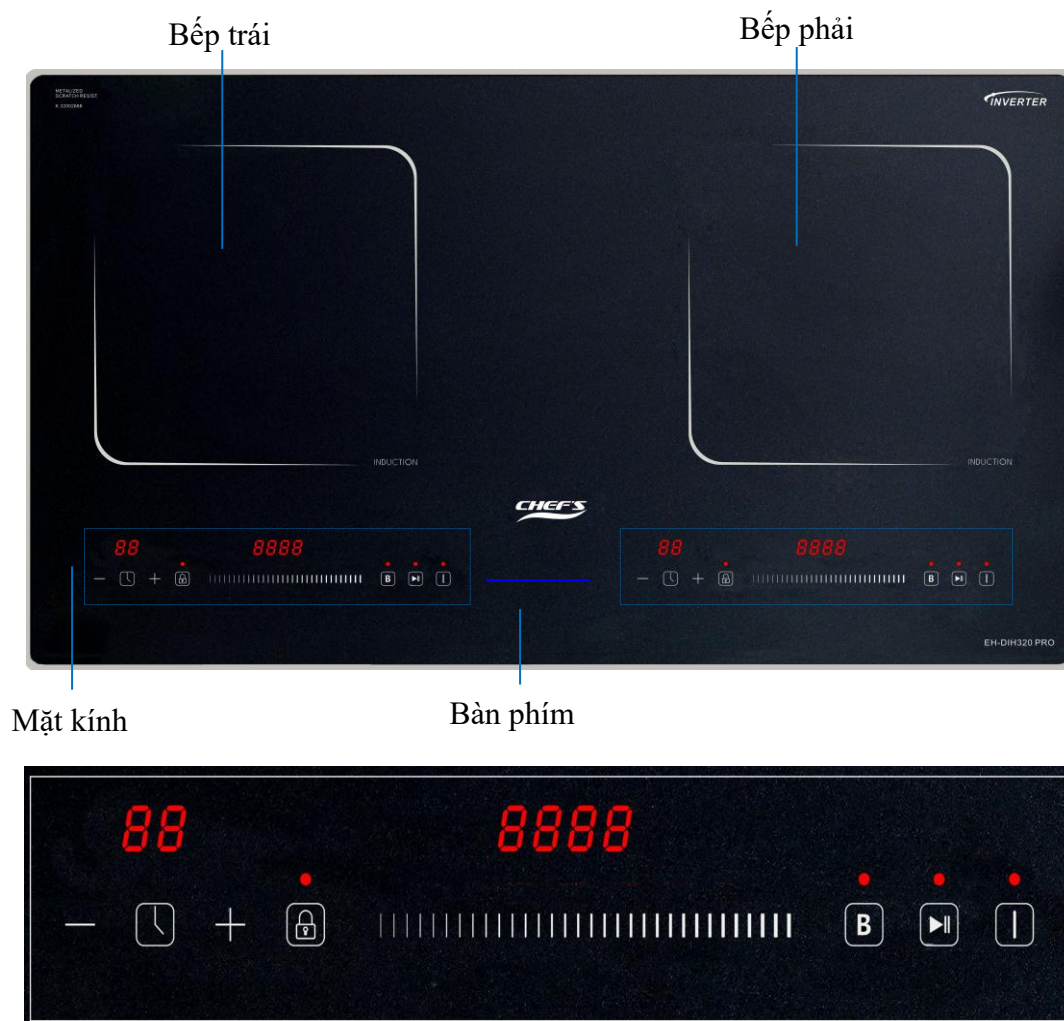 Bếp trái
Bếp phải
METALIZED
SCRATCH RESIST
INVERTER
INDUCTION
INDUCTION
CHEF'S
88 8888
88 8888
B
B
EH-DIH320 PRO
Mặt kính
Bàn phím
88 8888
B